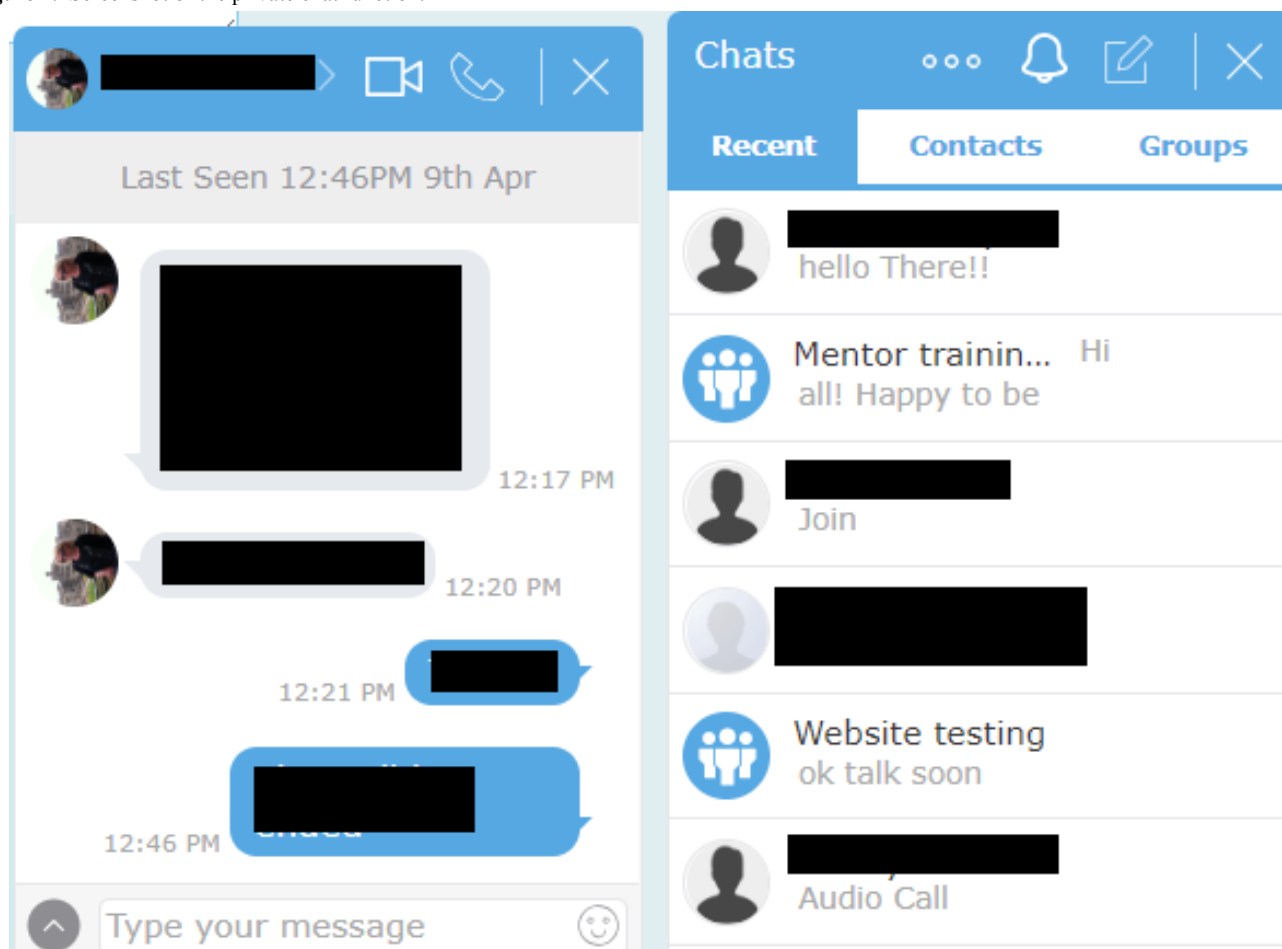 Last Seen 12:46PM 9th Apr
12:17 PM
12:20 PM
12:21 PM
12:46 PM
Type your message
Chats
Recent Contacts Groups
hello There!!
Mentor trainin... Hi
all! Happy to be
Join
Website testing
ok talk soon
Audio Call